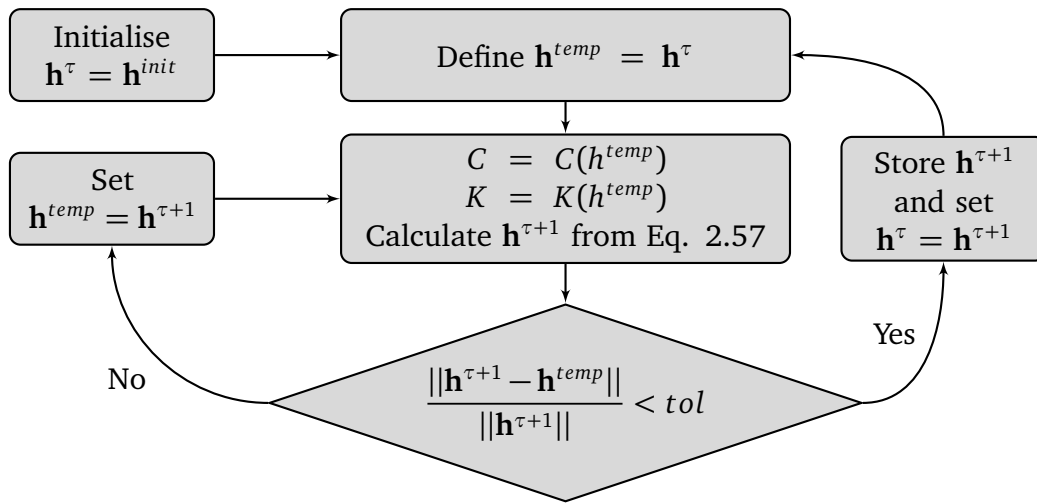 Initialise
𝐡^τ = 𝐡^init
Define 𝐡^temp = 𝐡^τ
C = C(h^temp)
K = K(h^temp)
Calculate 𝐡^τ+1 from Eq. 2.57
Set
𝐡^temp = 𝐡^τ+1
Store 𝐡^τ+1
and set
𝐡^τ = 𝐡^τ+1
Yes
No
||𝐡^τ+1 − 𝐡^temp||
||𝐡^τ+1||
< tol